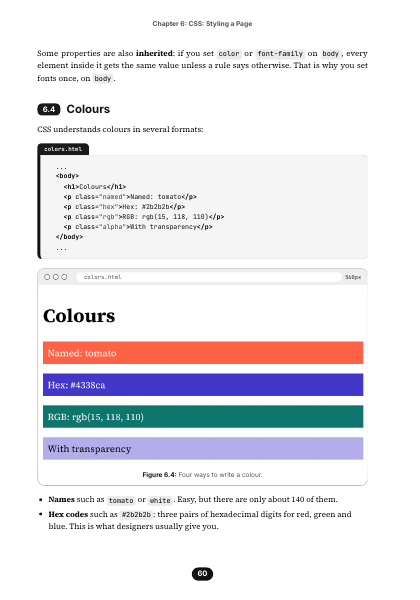 Chapter 6: CSS: Styling a Page
Some properties are also inherited: if you set color or font-family on body, every
element inside it gets the same value unless a rule says otherwise. That is why you set
fonts once, on body.
6.4 Colours
CSS understands colours in several formats:
colors.html
...
<body>
<h1>Colours</h1>
<p class="named">Named: tomato</p>
<p class="hex">Hex: #2b2b2b</p>
<p class="rgb">RGB: rgb(15, 118, 110)</p>
<p class="alpha">With transparency</p>
</body>
...
colors.html 560px
Colours
Named: tomato
Hex: #4338ca
RGB: rgb(15, 118, 110)
With transparency
Figure 6.4: Four ways to write a colour.
• Names such as tomato or white. Easy, but there are only about 140 of them.
• Hex codes such as #2b2b2b: three pairs of hexadecimal digits for red, green and
blue. This is what designers usually give you.
60